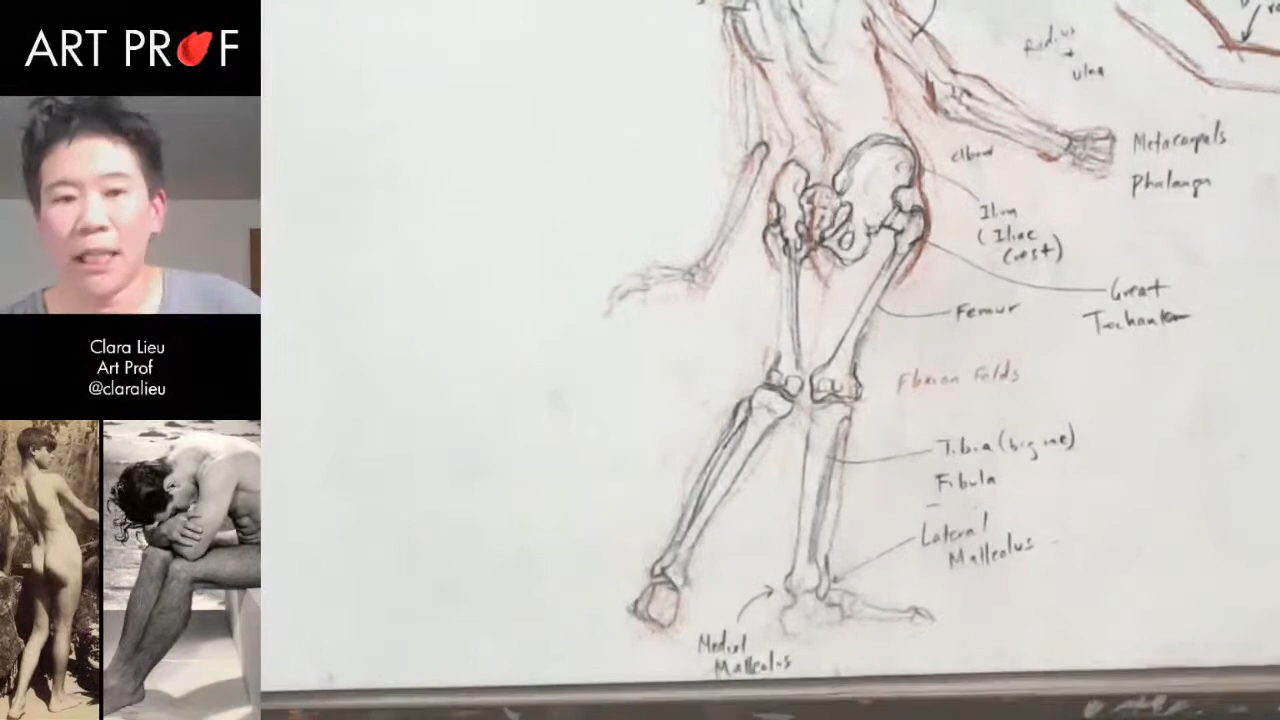 ART PROF
Clara Lieu
Art Prof
@claralieu
Radius
Ulna
Metacarpals
Phalanges
elbow
Ilium
(Iliac
Crest)
Great
Trochanter
Femur
Flexion Folds
Tibia (big one)
Fibula
Lateral
Malleolus
Medial
Malleolus